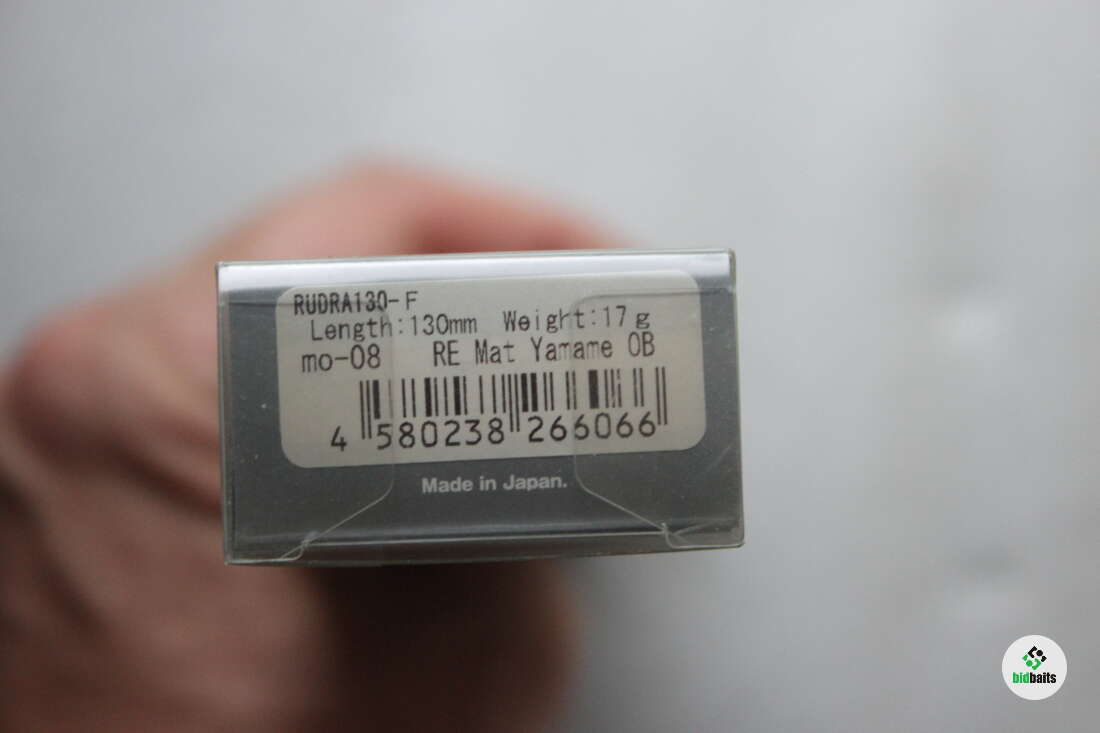 RUDRA130-F
Length:130mm Weight:17g
mo-08 RE Mat Yamame OB
4 580238 266066
Made in Japan.
bidbaits